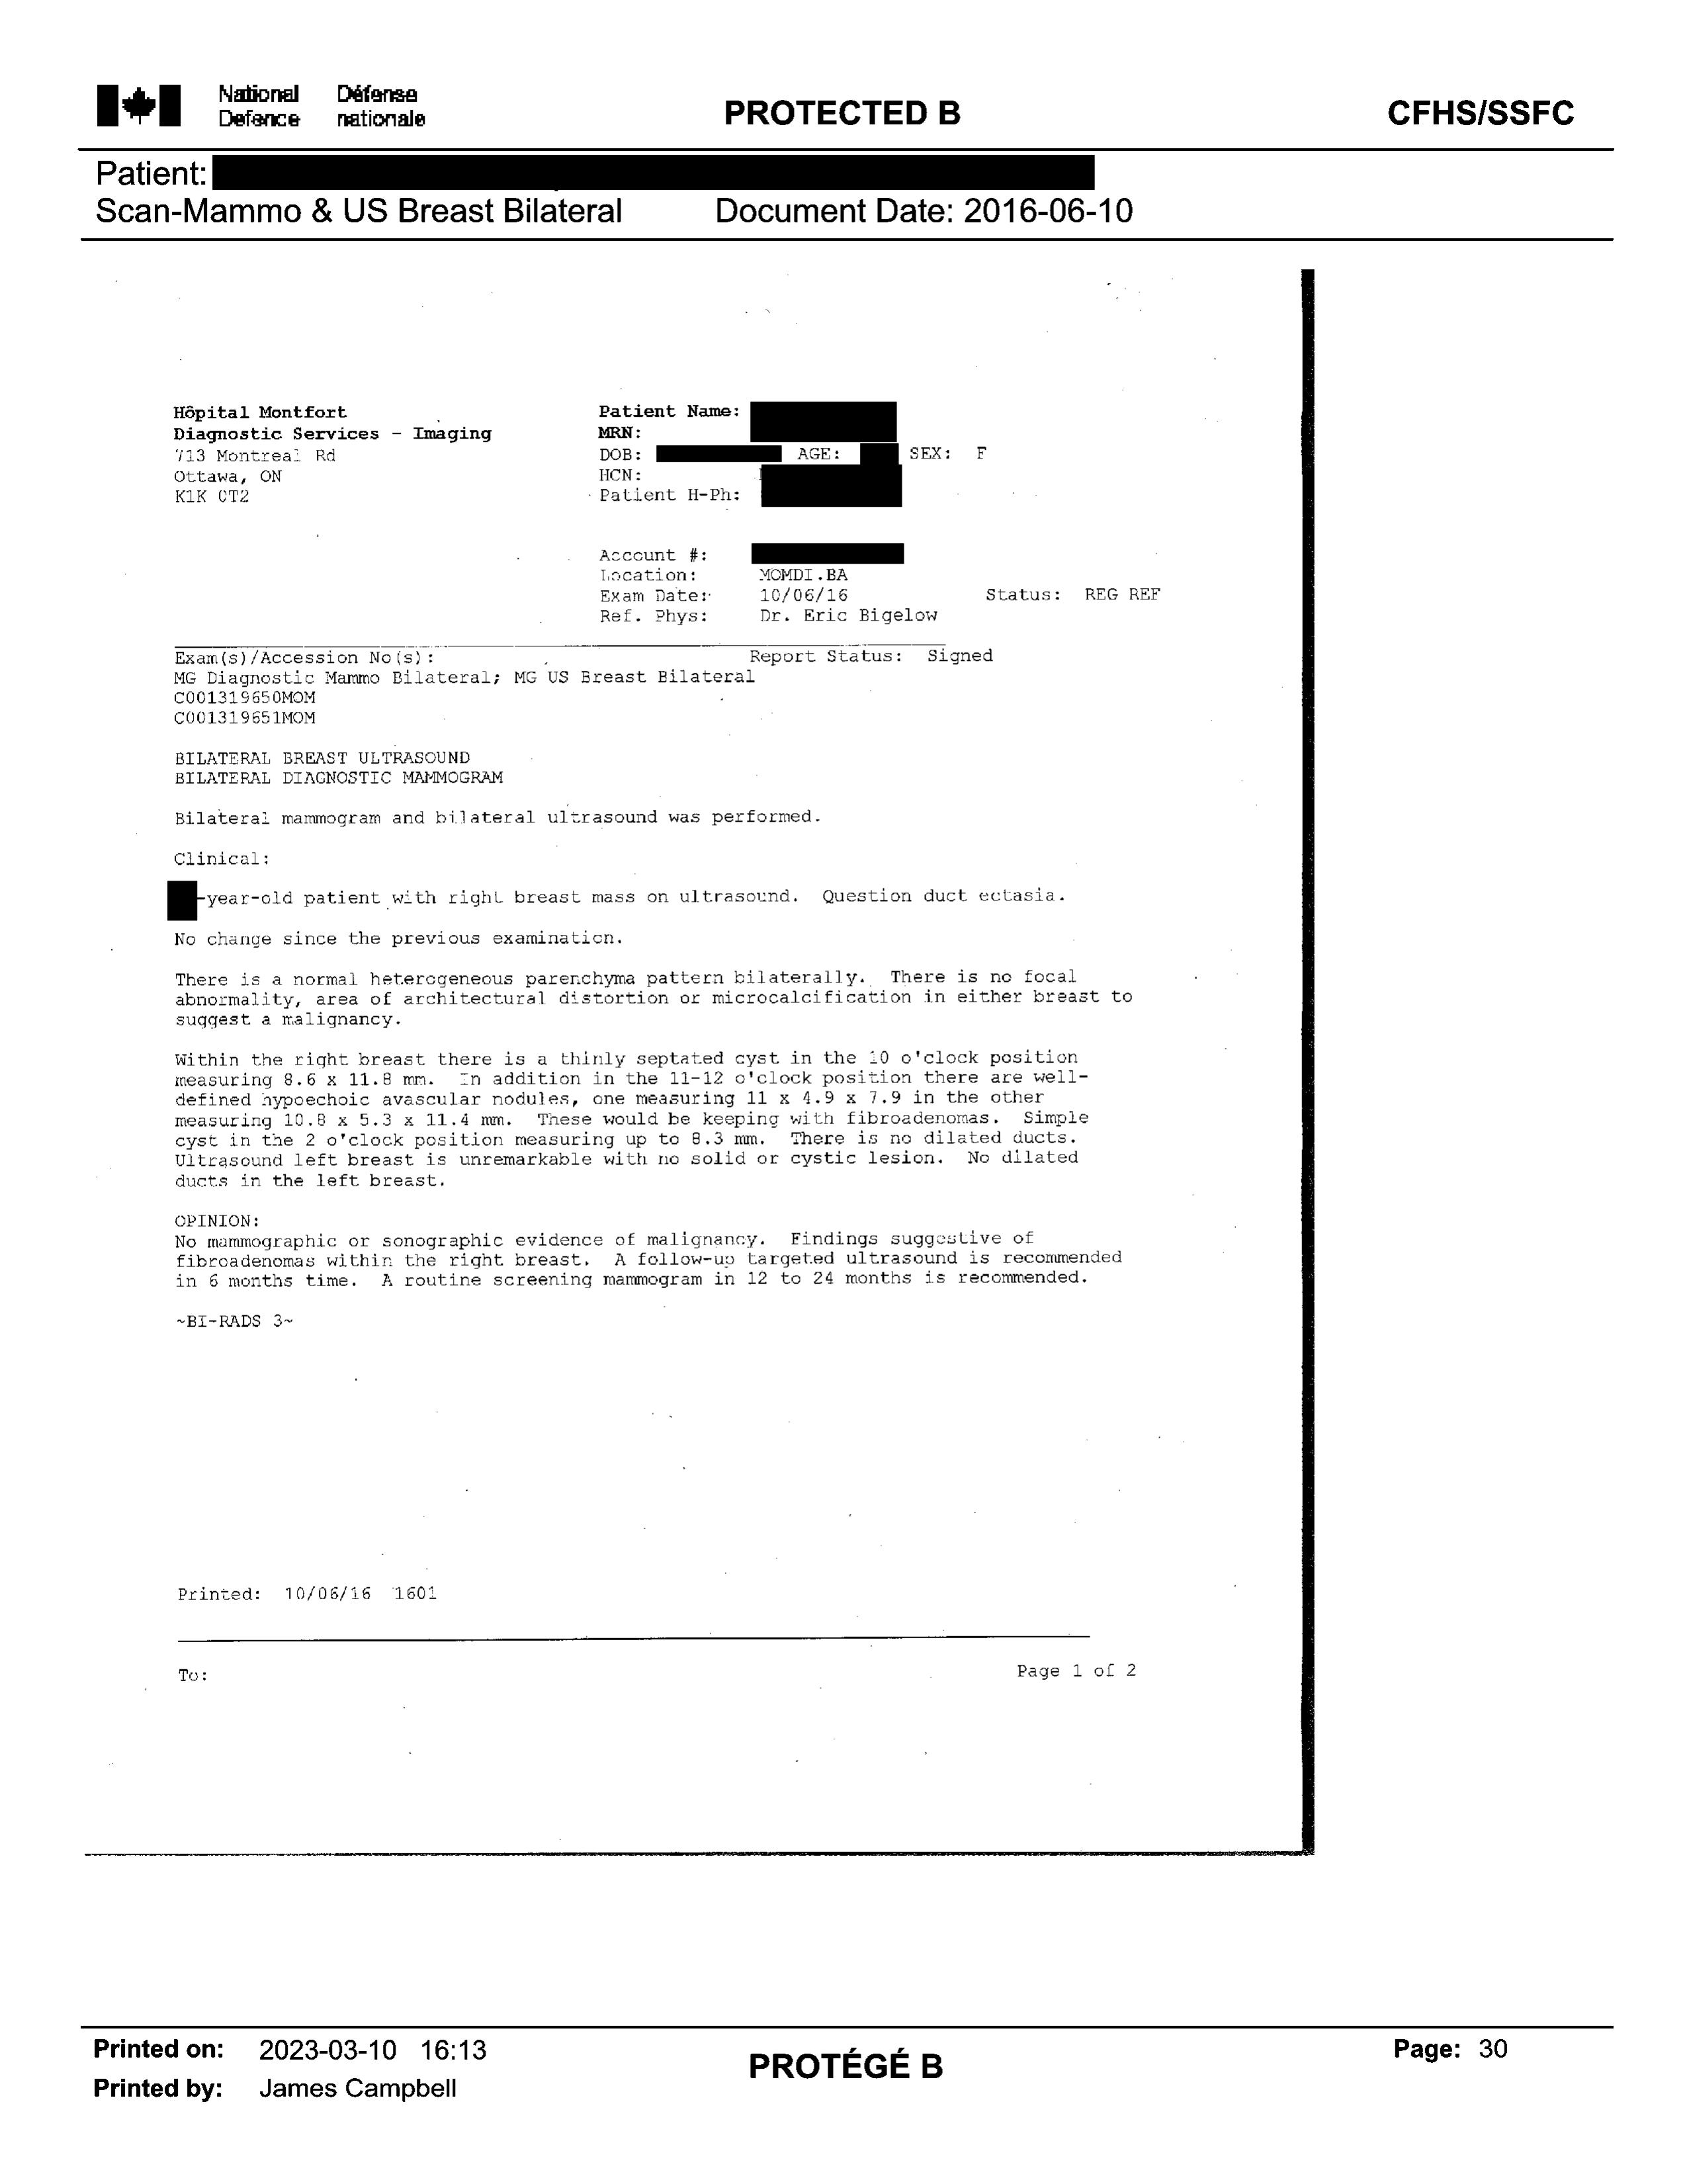 National Défense
Defence nationale
PROTECTED B
CFHS/SSFC
Patient:
Scan-Mammo & US Breast Bilateral Document Date: 2016-06-10
Hôpital Montfort Patient Name:
Diagnostic Services - Imaging MRN:
713 Montreal Rd DOB: AGE: SEX: F
Ottawa, ON HCN:
K1K 0T2 Patient H-Ph:
Account #:
Location: MOMDI.BA
Exam Date: 10/06/16 Status: REG REF
Ref. Phys: Dr. Eric Bigelow
Exam(s)/Accession No(s): Report Status: Signed
MG Diagnostic Mammo Bilateral; MG US Breast Bilateral
C001319650MOM
C001319651MOM
BILATERAL BREAST ULTRASOUND
BILATERAL DIAGNOSTIC MAMMOGRAM
Bilateral mammogram and bilateral ultrasound was performed.
Clinical:
-year-old patient with right breast mass on ultrasound. Question duct ectasia.
No change since the previous examination.
There is a normal heterogeneous parenchyma pattern bilaterally. There is no focal
abnormality, area of architectural distortion or microcalcification in either breast to
suggest a malignancy.
Within the right breast there is a thinly septated cyst in the 10 o'clock position
measuring 8.6 x 11.8 mm. In addition in the 11-12 o'clock position there are well-
defined hypoechoic avascular nodules, one measuring 11 x 4.9 x 7.9 in the other
measuring 10.8 x 5.3 x 11.4 mm. These would be keeping with fibroadenomas. Simple
cyst in the 2 o'clock position measuring up to 8.3 mm. There is no dilated ducts.
Ultrasound left breast is unremarkable with no solid or cystic lesion. No dilated
ducts in the left breast.
OPINION:
No mammographic or sonographic evidence of malignancy. Findings suggestive of
fibroadenomas within the right breast. A follow-up targeted ultrasound is recommended
in 6 months time. A routine screening mammogram in 12 to 24 months is recommended.
~BI-RADS 3~
Printed: 10/06/16 1601
To: Page 1 of 2
Printed on: 2023-03-10 16:13
Printed by: James Campbell
PROTÉGÉ B
Page: 30